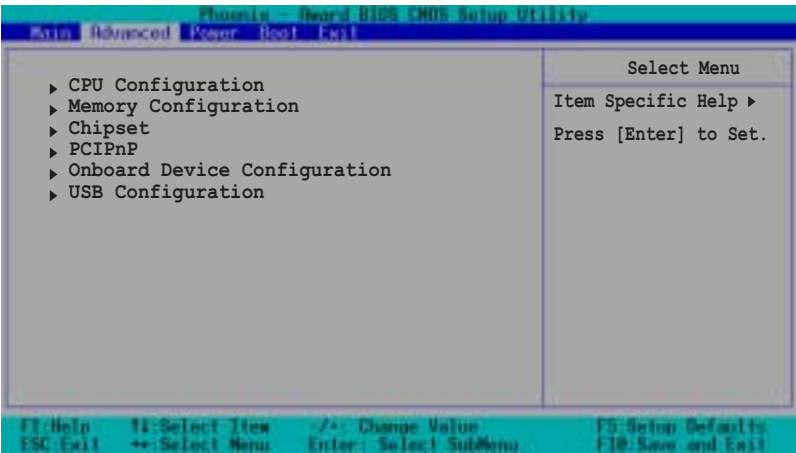 Phoenix - Award BIOS CMOS Setup Utility
Main Advanced Power Boot Exit
Select Menu
▶ CPU Configuration
▶ Memory Configuration
▶ Chipset
▶ PCIPnP
▶ Onboard Device Configuration
▶ USB Configuration
Item Specific Help ▶
Press [Enter] to Set.
F1:Help ↑↓:Select Item -/+: Change Value F5:Setup Defaults
ESC:Exit ↔:Select Menu Enter: Select SubMenu F10:Save and Exit